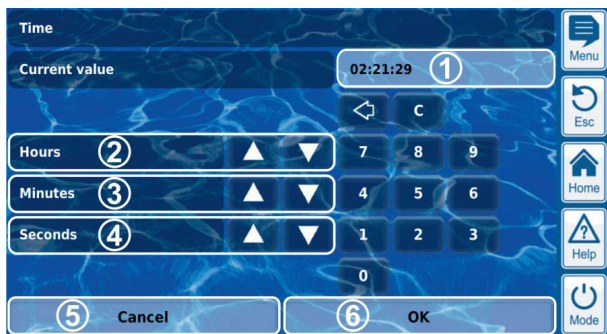 Time
Menu
Current value 02:21:29 1
C
Esc
Hours 2 7 8 9
Home
Minutes 3 4 5 6
Seconds 4 1 2 3
Help
0
5 Cancel 6 OK
Mode